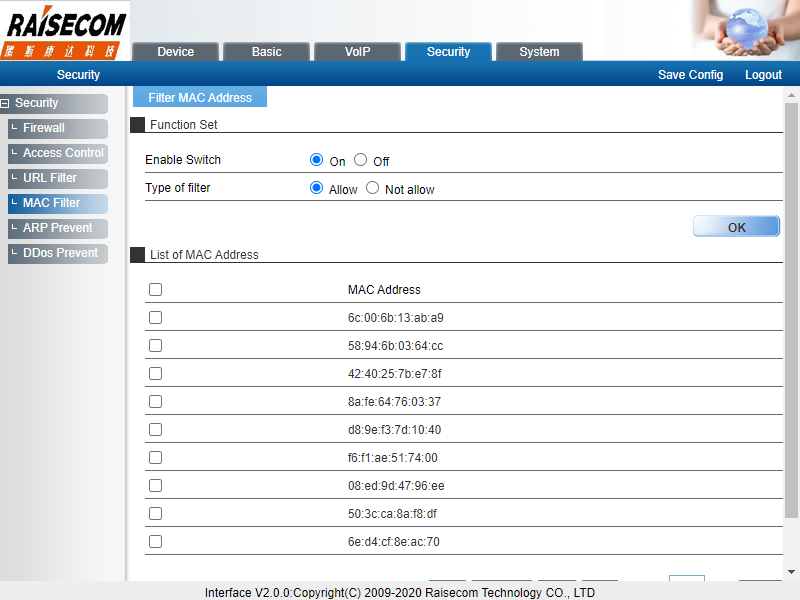 RAISECOM
瑞斯康达科技
Device Basic VoIP Security System
Security Save Config Logout
Security
Firewall
Access Control
URL Filter
MAC Filter
ARP Prevent
DDos Prevent
Filter MAC Address
Function Set
Enable Switch On Off
Type of filter Allow Not allow
OK
List of MAC Address
MAC Address
6c:00:6b:13:ab:a9
58:94:6b:03:64:cc
42:40:25:7b:e7:8f
8a:fe:64:76:03:37
d8:9e:f3:7d:10:40
f6:f1:ae:51:74:00
08:ed:9d:47:96:ee
50:3c:ca:8a:f8:df
6e:d4:cf:8e:ac:70
Interface V2.0.0:Copyright(C) 2009-2020 Raisecom Technology CO., LTD